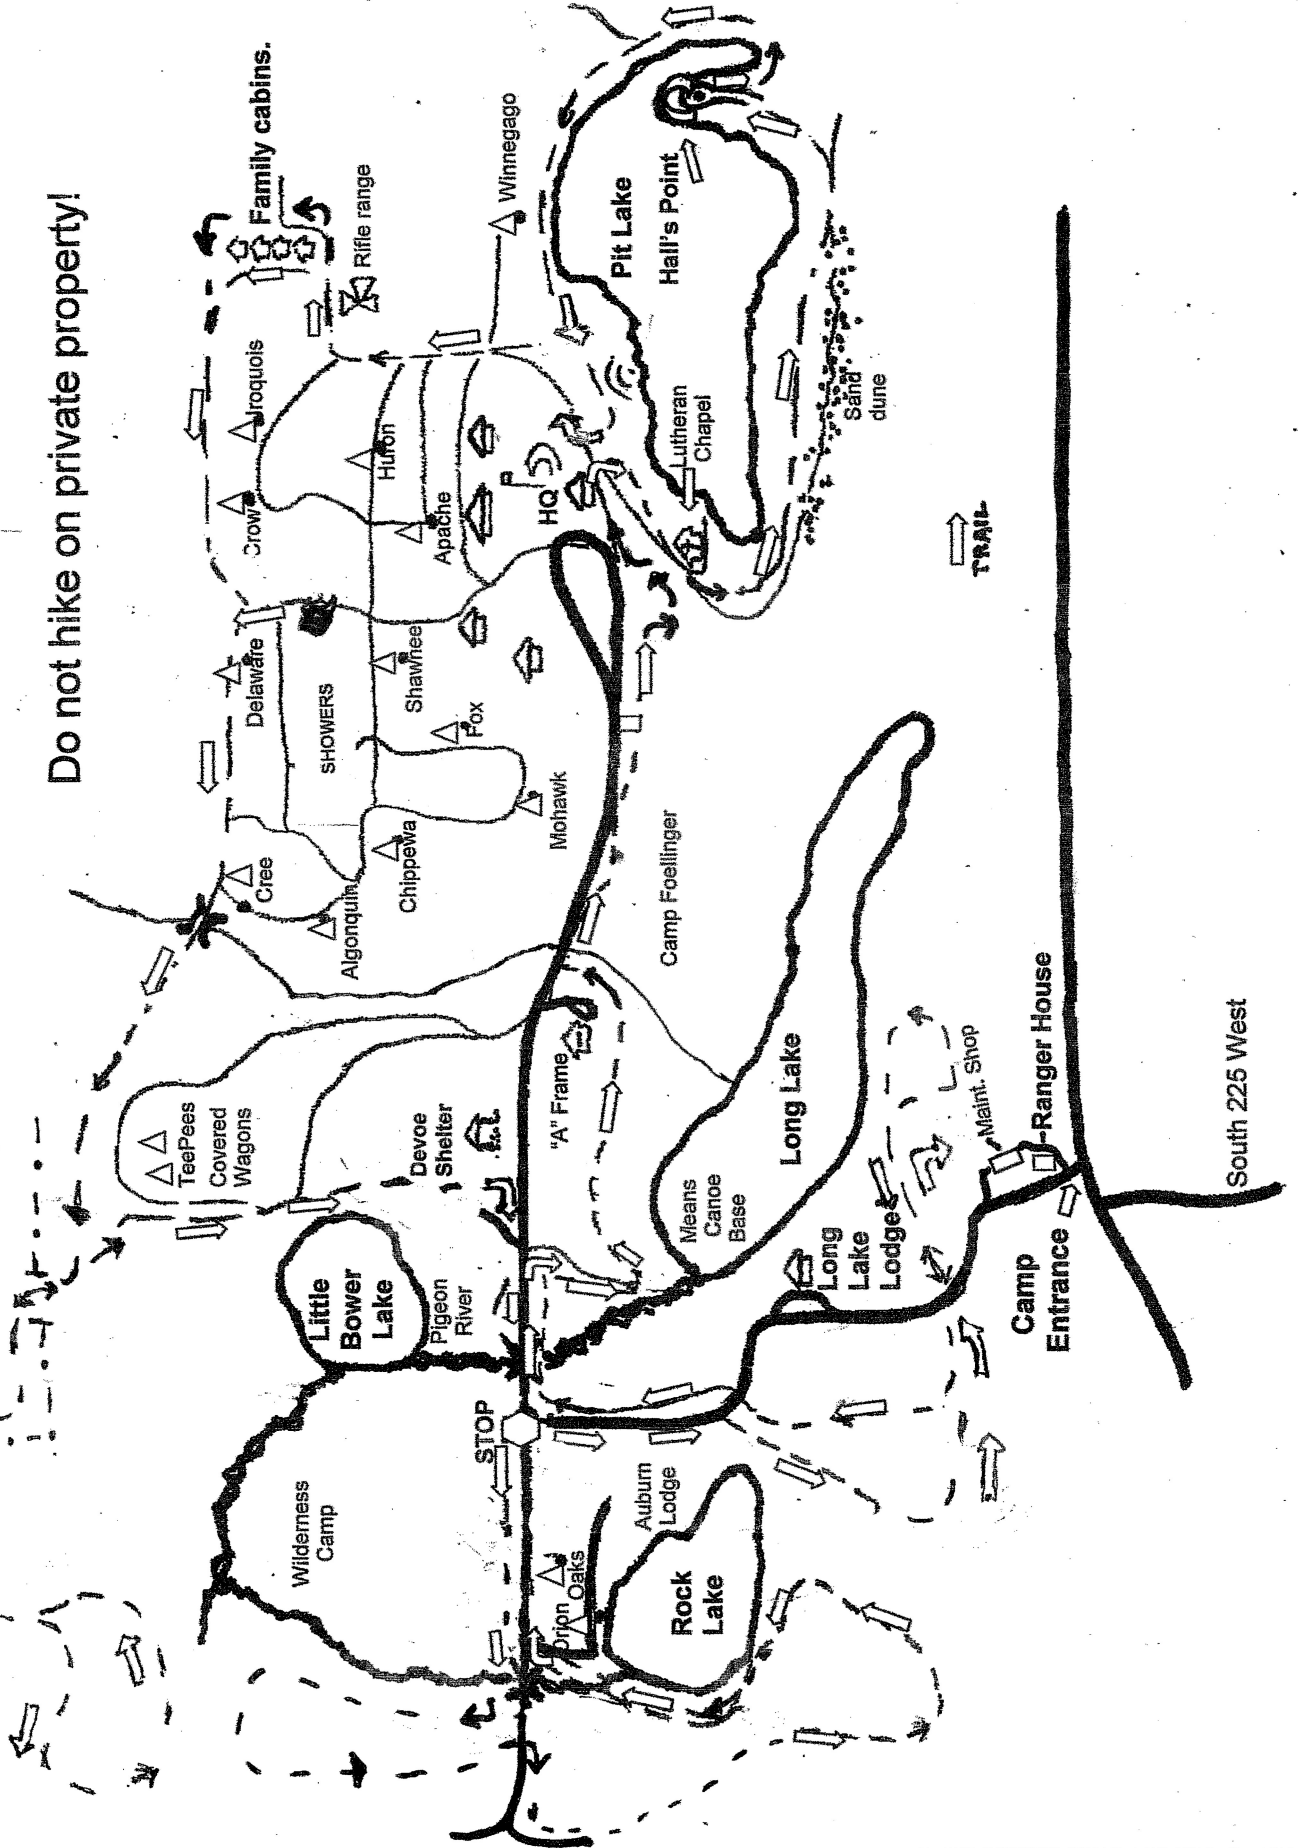 Do not hike on private property!
Family cabins.
Rifle range
Winnegago
Iroquois
Crow
Huron
Apache
HQ
Pit Lake
Hall's Point
Lutheran
Chapel
Sand
dune
TRAIL
Delaware
SHOWERS
Shawnee
Fox
Mohawk
Cree
Algonquin
Chippewa
Camp Foellinger
TeePees
Covered
Wagons
Devoe
Shelter
"A" Frame
Long Lake
Means
Canoe
Base
Maint. Shop
Ranger House
South 225 West
Little
Bower
Lake
Pigeon
River
Long
Lake
Lodge
Camp
Entrance
STOP
Wilderness
Camp
Auburn
Lodge
Orion
Oaks
Rock
Lake